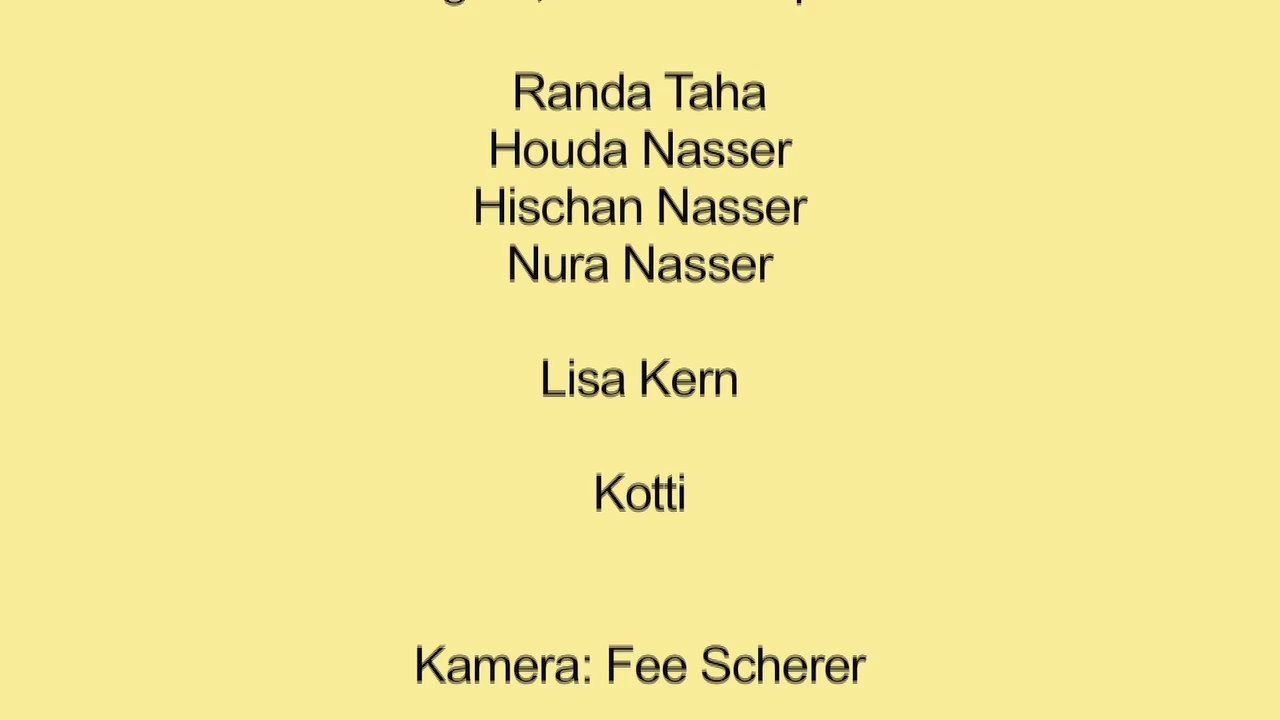 Randa Taha
Houda Nasser
Hischan Nasser
Nura Nasser
Lisa Kern
Kotti
Kamera: Fee Scherer